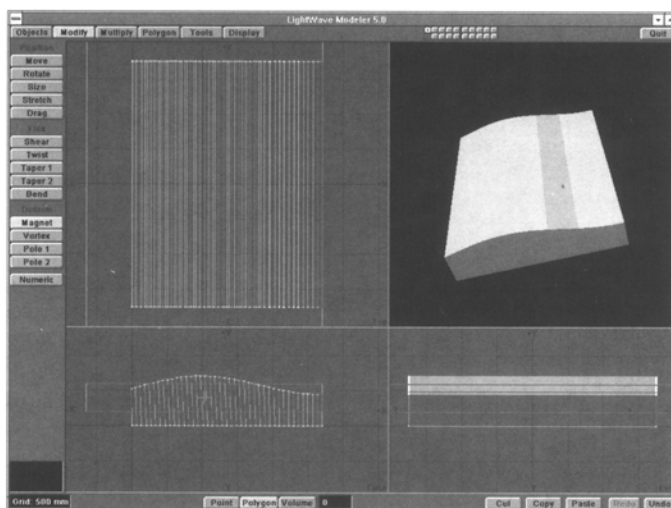 LightWave Modeler 5.0
Objects Modify Multiply Polygon Tools Display Quit
Position
Move
Rotate
Size
Stretch
Drag
Shear
Twist
Taper 1
Taper 2
Bend
Magnet
Vortex
Pole 1
Pole 2
Numeric
Grid: 500 mm Point Polygon Volume 0 Cut Copy Paste Redo Undo